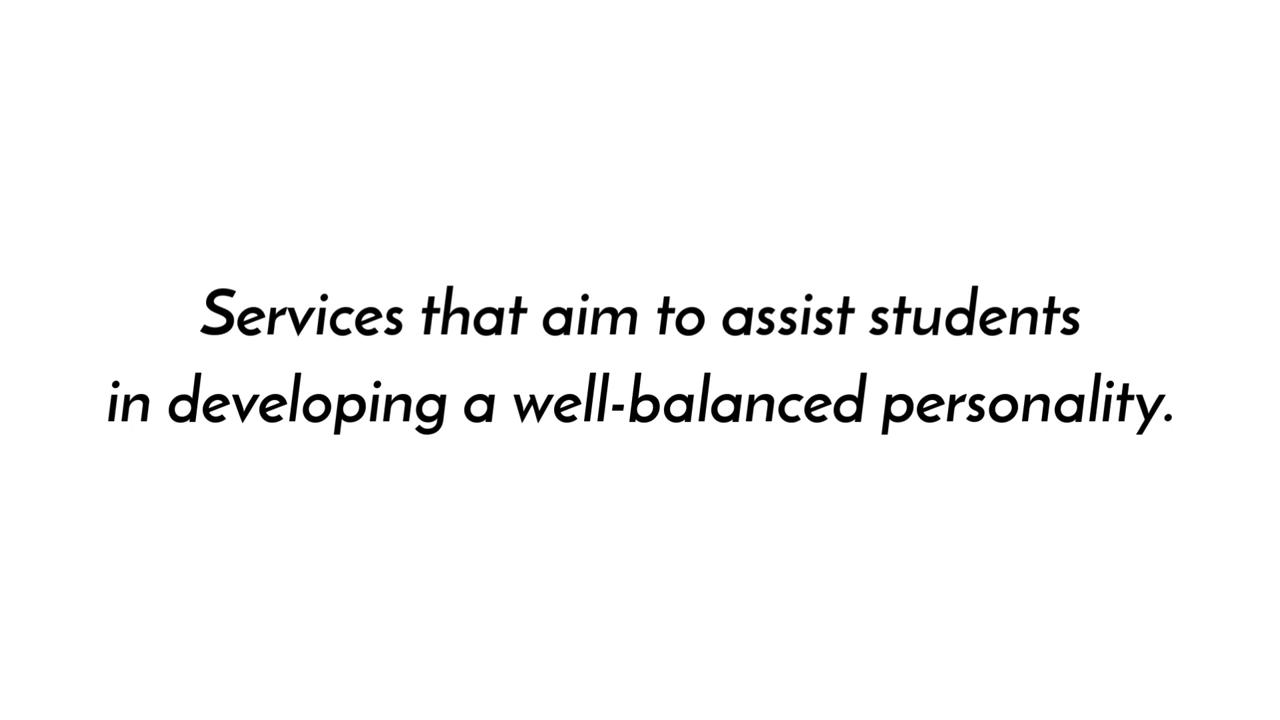 Services that aim to assist students
in developing a well-balanced personality.